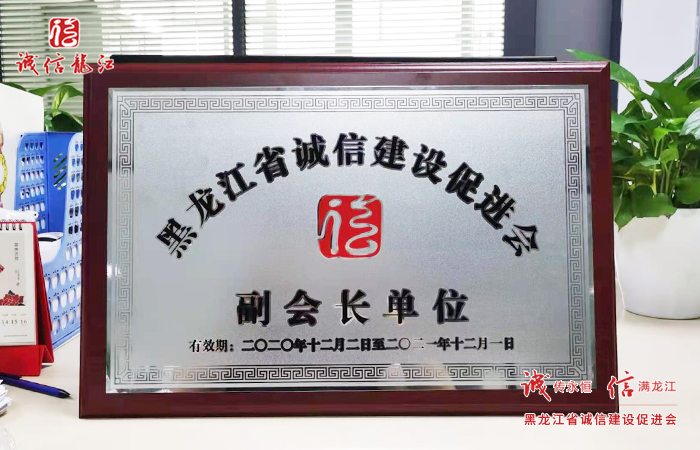 诚信龍江
黑龙江省诚信建设促进会
副会长单位
有效期：二〇二〇年十二月二日至二〇二一年十二月一日
诚传永恒 信满龙江
黑龙江省诚信建设促进会